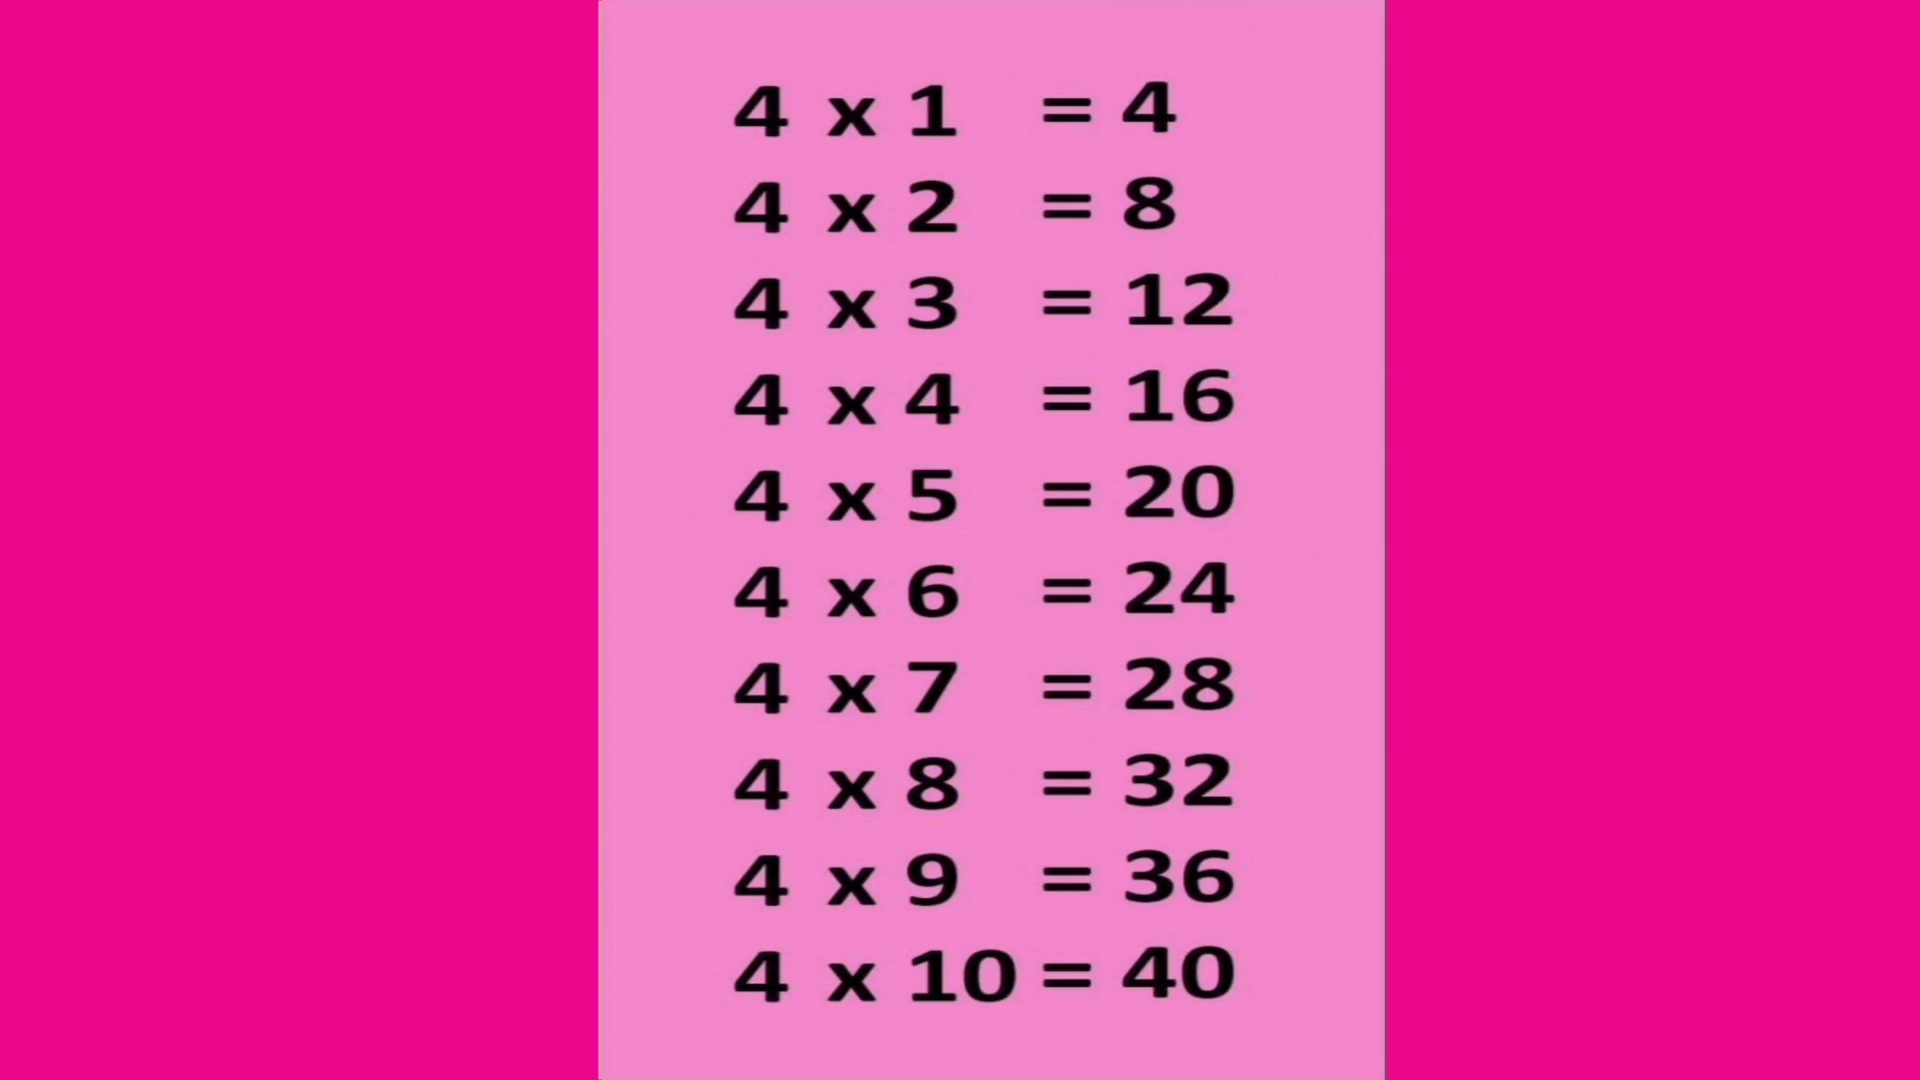 4 x 1 = 4
4 x 2 = 8
4 x 3 = 12
4 x 4 = 16
4 x 5 = 20
4 x 6 = 24
4 x 7 = 28
4 x 8 = 32
4 x 9 = 36
4 x 10 = 40